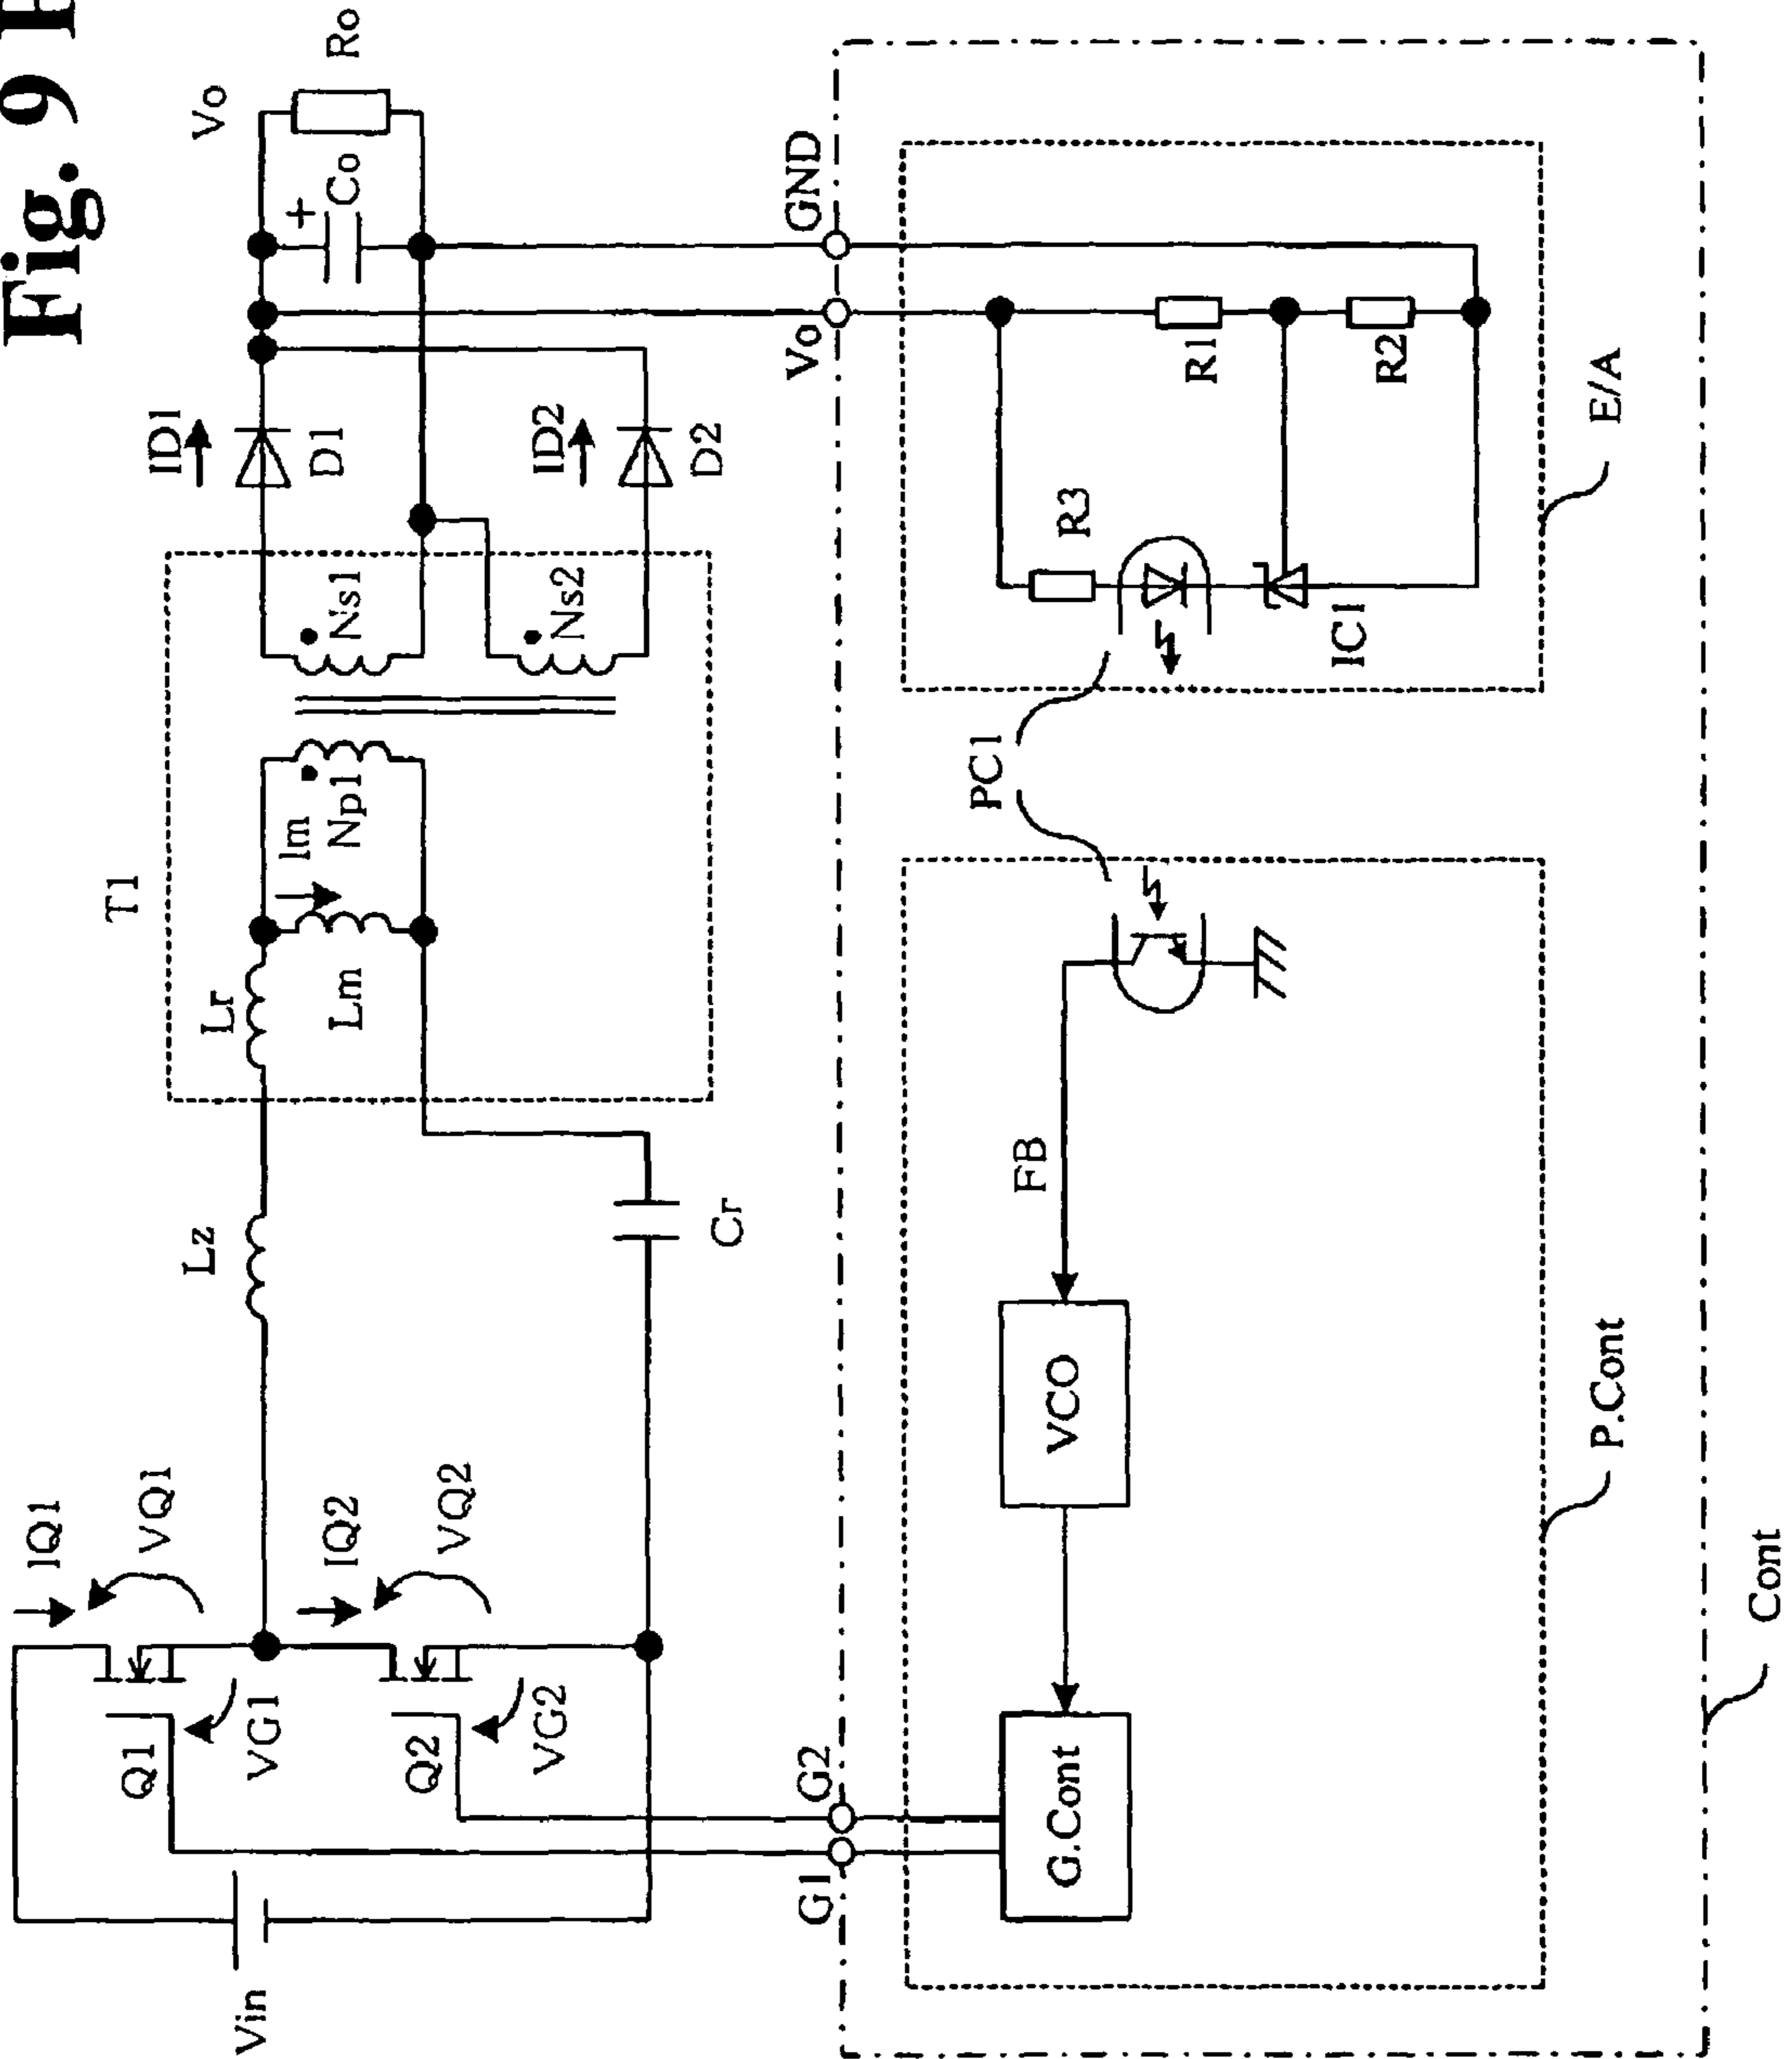 Fig. 9
Vin
Q1
VG1
IQ1
VQ1
Q2
VG2
IQ2
VQ2
Lz
Cr
T1
Lr
Lm
Im
Np1
Ns1
Ns2
ID1
D1
ID2
D2
Vo
Co
+
Ro
G1
G2
Vo
GND
G.Cont
VCO
FB
PC1
R3
IC1
R1
R2
E/A
P.Cont
Cont